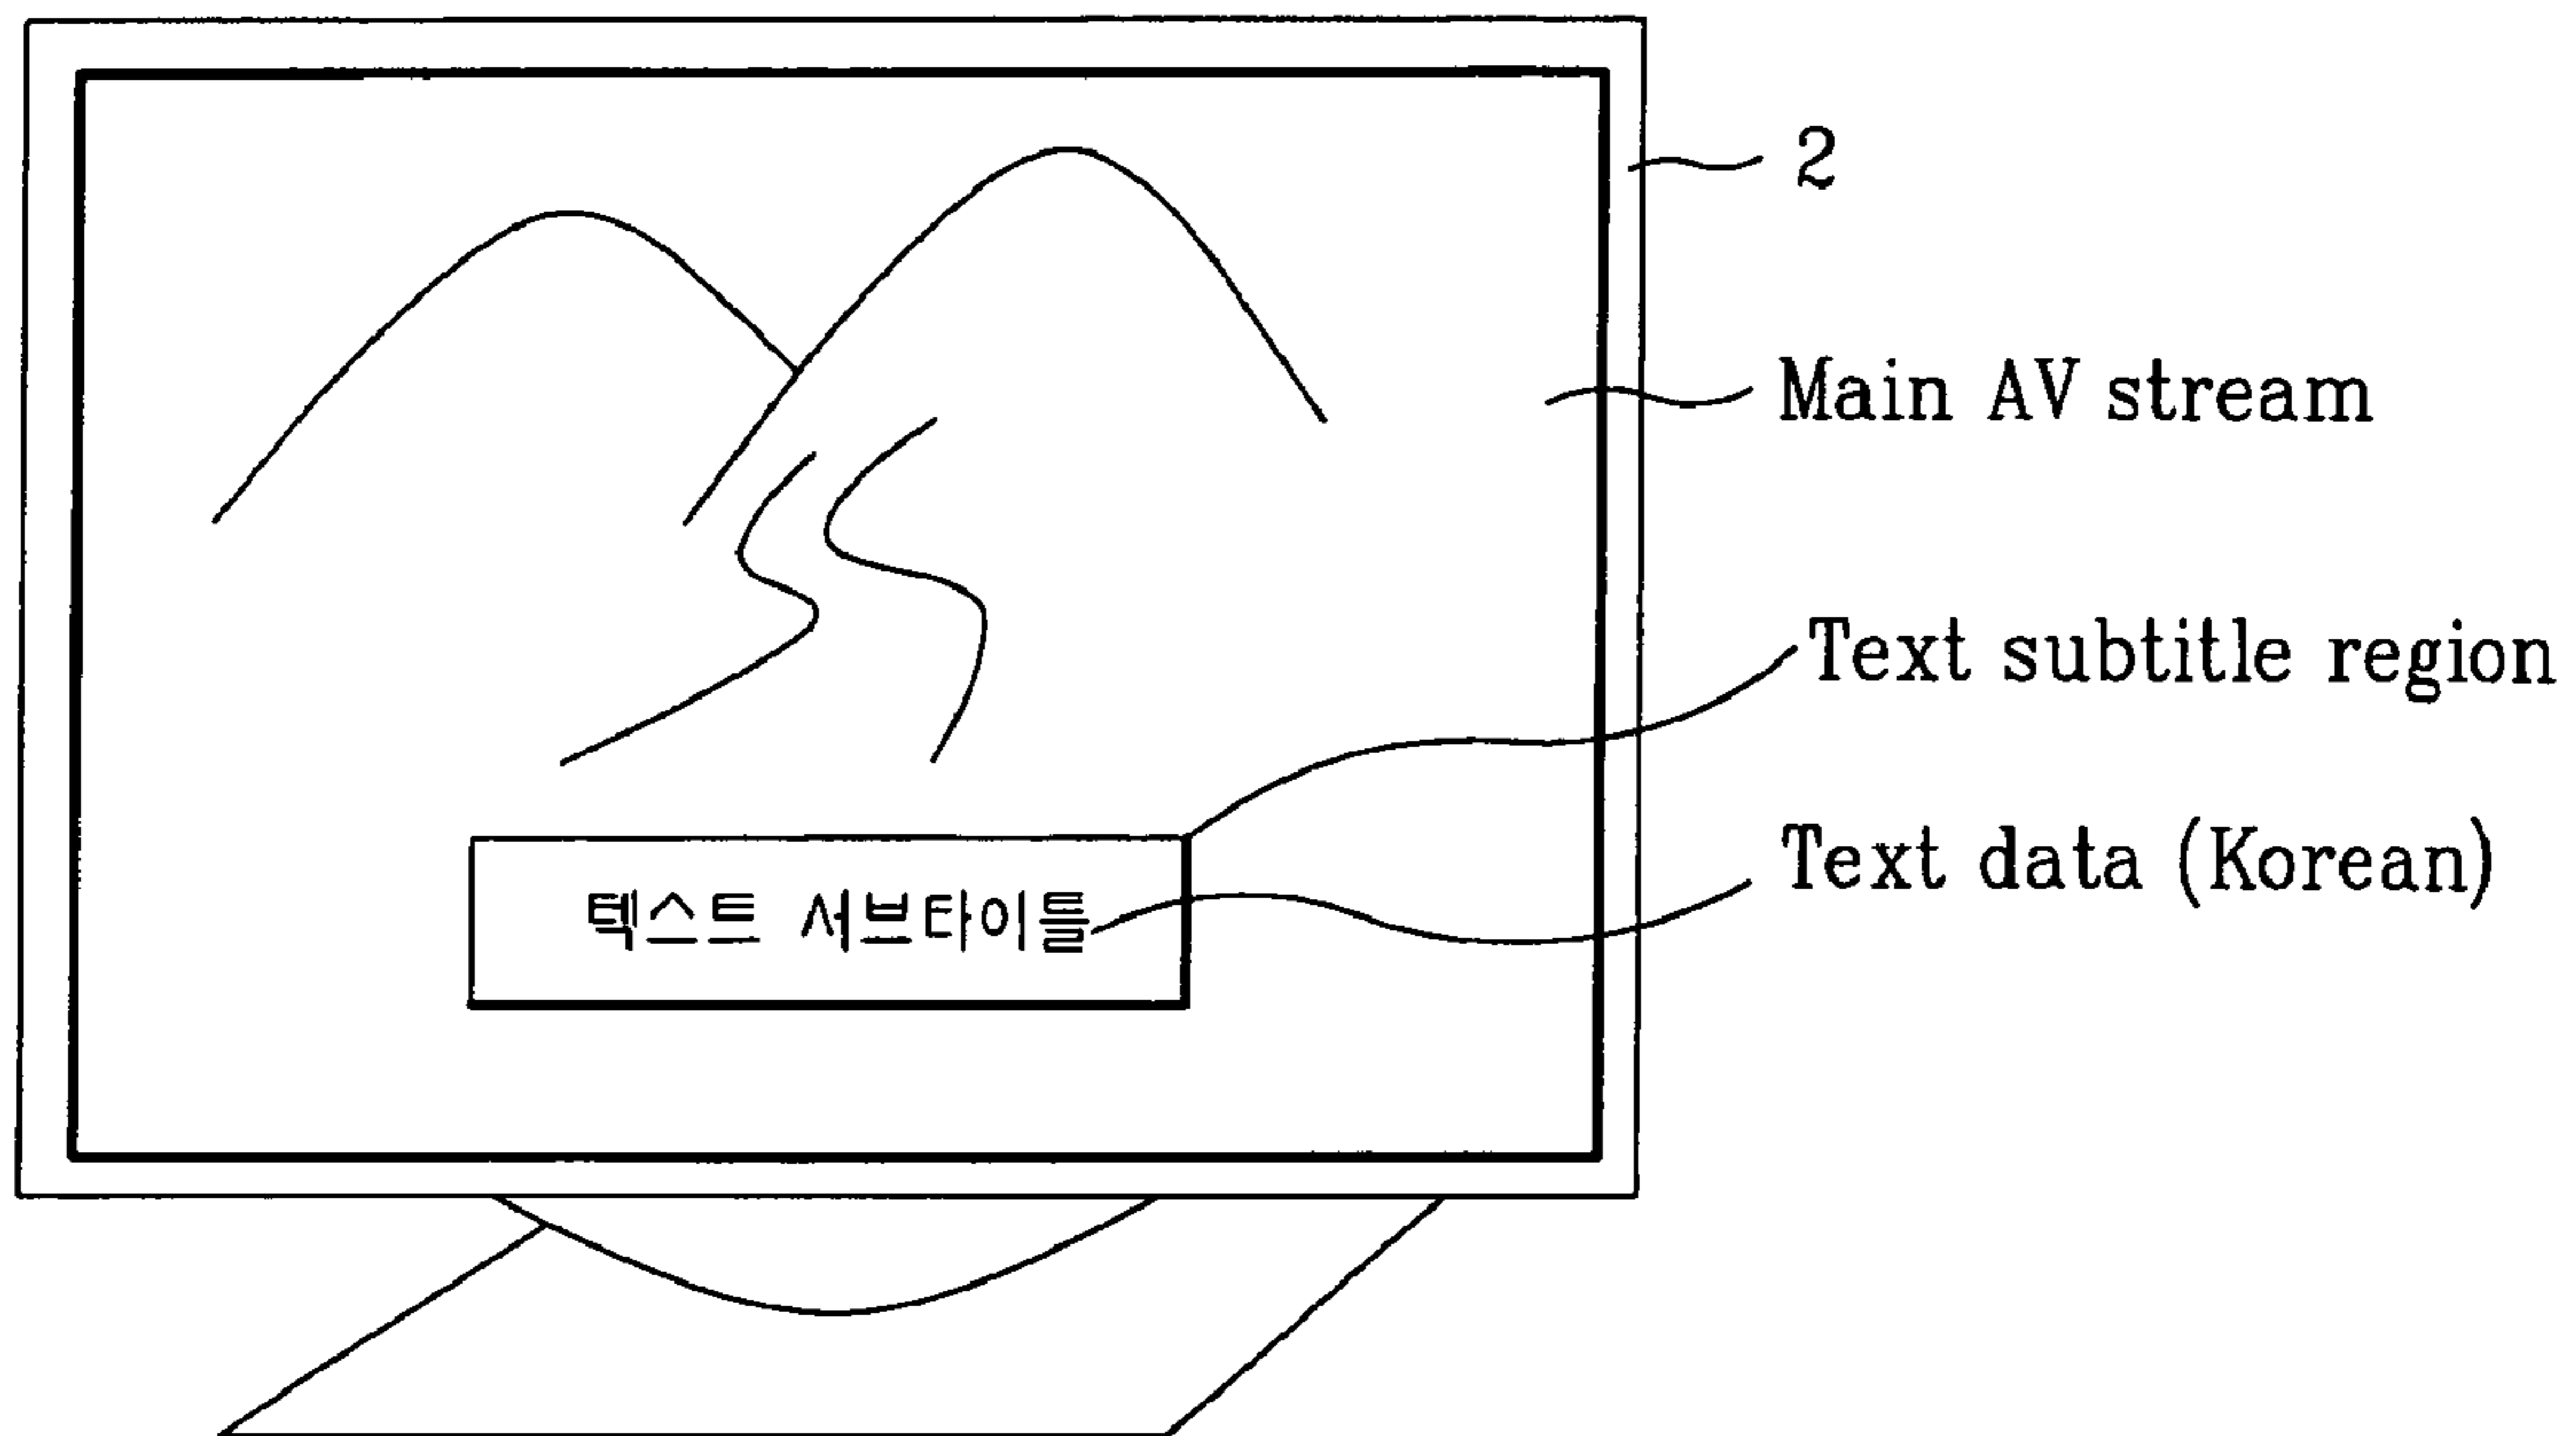 2
Main AV stream
Text subtitle region
Text data (Korean)
텍스트 서브타이틀